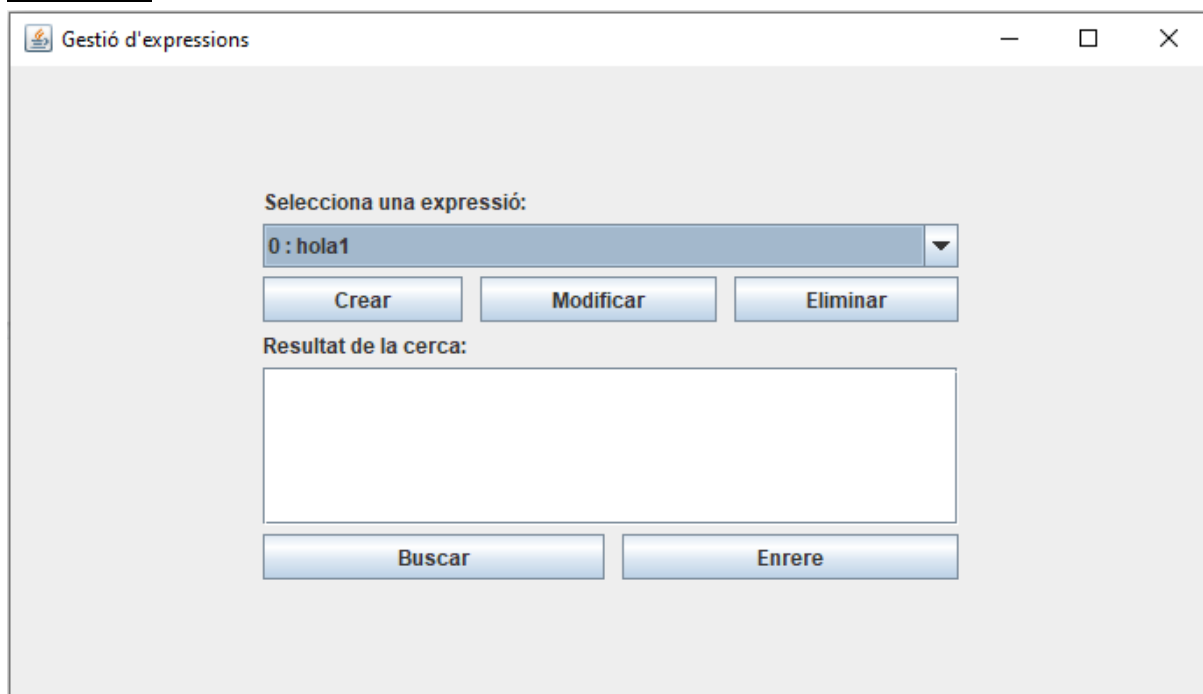 Gestió d'expressions
Selecciona una expressió:
0 : hola1
Crear Modificar Eliminar
Resultat de la cerca:
Buscar Enrere